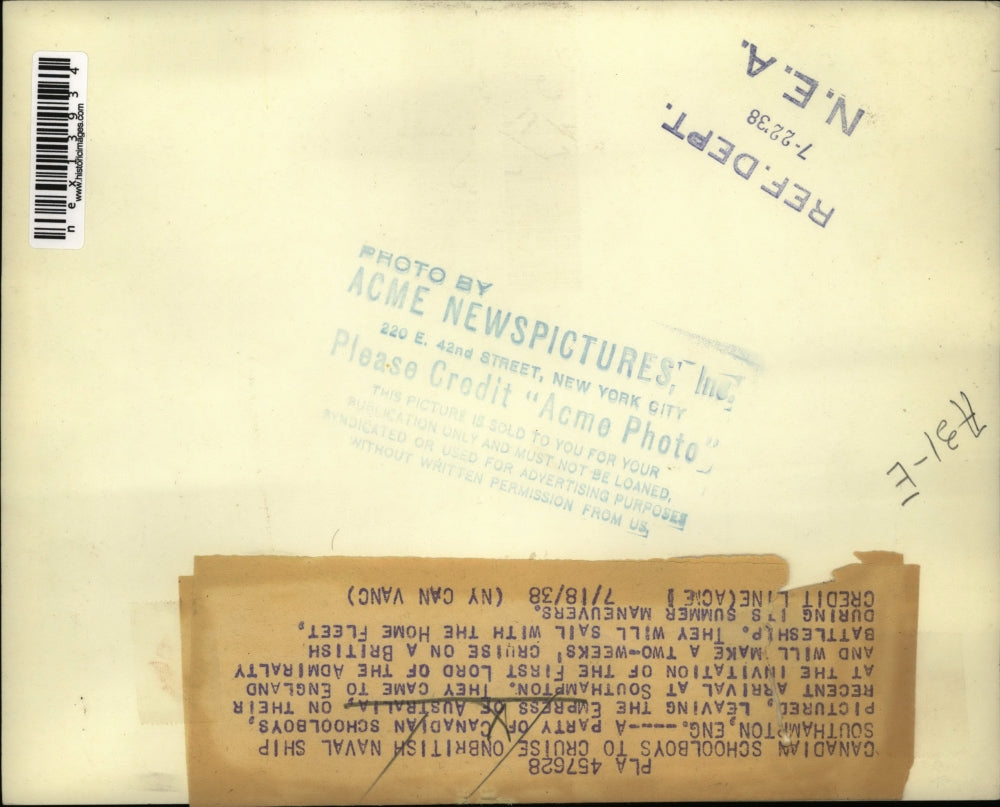 nex13934
www.historicimages.com
N.E.A.
7-22'38
REF. DEPT.
PHOTO BY
ACME NEWSPICTURES, Inc.
220 E. 42nd STREET, NEW YORK CITY
Please Credit "Acme Photo"
THIS PICTURE IS SOLD TO YOU FOR YOUR
PUBLICATION ONLY AND MUST NOT BE LOANED,
SYNDICATED OR USED FOR ADVERTISING PURPOSES
WITHOUT WRITTEN PERMISSION FROM US.
PLA 457628
CANADIAN SCHOOLBOYS TO CRUISE ONBRITISH NAVAL SHIP
SOUTHAMPTON, ENG.----A PARTY OF CANADIAN SCHOOLBOYS,
PICTURED LEAVING THE EMPRESS OF AUSTRALIA, ON THEIR
RECENT ARRIVAL AT SOUTHAMPTON. THEY CAME TO ENGLAND
AT THE INVITATION OF THE FIRST LORD OF THE ADMIRALTY
AND WILL MAKE A TWO-WEEKS' CRUISE ON A BRITISH
BATTLESHIP. THEY WILL SAIL WITH THE HOME FLEET,
DURING ITS SUMMER MANEUVERS.
CREDIT LINE (ACME) 7/18/38 (NY CAN VANC)